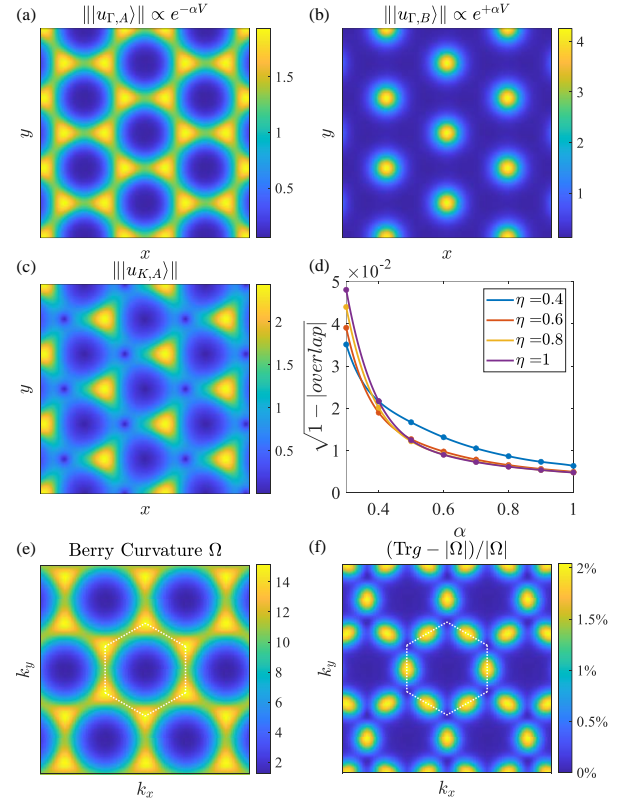 (a) ‖||u_{Γ,A}⟩‖ ∝ e^{−αV}
1.5
1
0.5
y
x
(b) ‖||u_{Γ,B}⟩‖ ∝ e^{+αV}
4
3
2
1
y
x
(c) ‖||u_{K,A}⟩‖
2
1.5
1
0.5
y
x
(d) ×10^{-2}
5
4
3
2
1
0
√1 − |overlap|
η =0.4
η =0.6
η =0.8
η =1
0.4 0.6 0.8 1
α
(e) Berry Curvature Ω
14
12
10
8
6
4
2
k_y
k_x
(f) (Trg − |Ω|)/|Ω|
2%
1.5%
1%
0.5%
0%
k_y
k_x